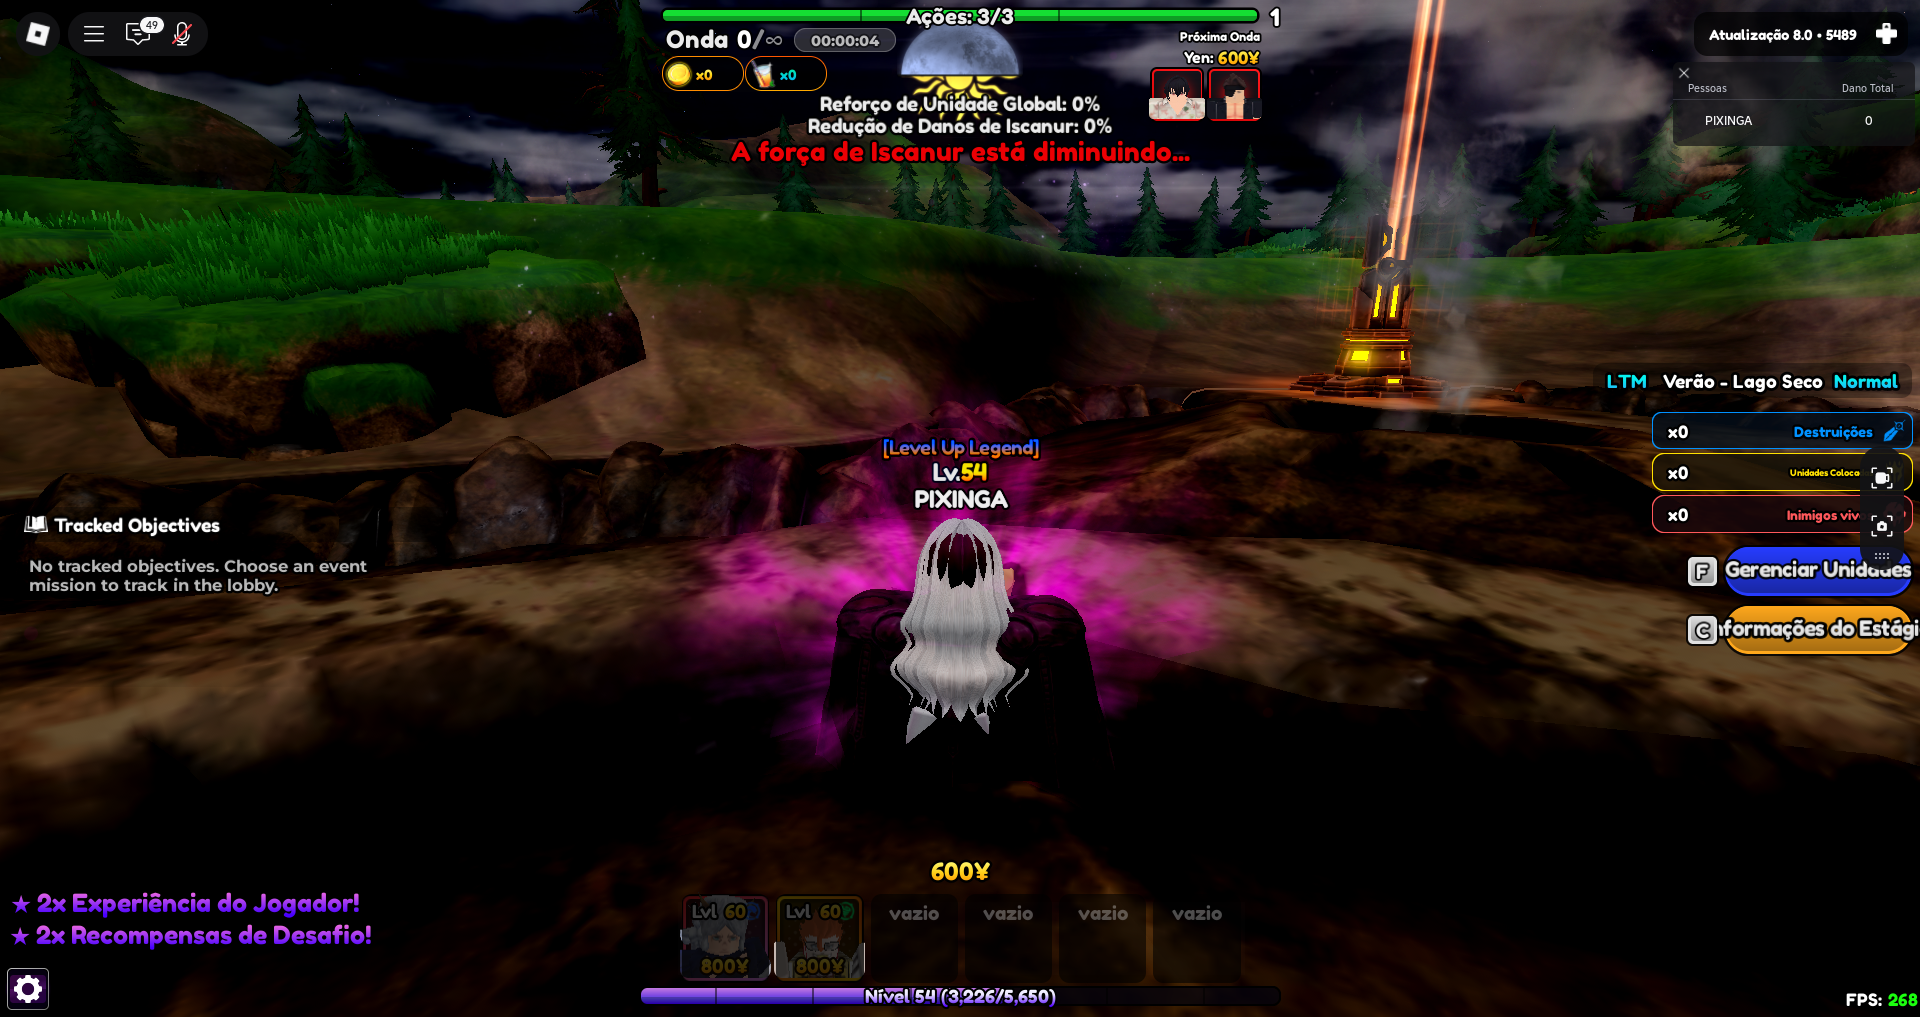 49
Ações: 3/3
1
Onda 0/∞
00:00:04
x0
x0
Próxima Onda
Yen: 600¥
Reforço de Unidade Global: 0%
Redução de Danos de Iscanur: 0%
A força de Iscanur está diminuindo...
Atualização 8.0 • 5489
Pessoas
Dano Total
PIXINGA
0
LTM Verão - Lago Seco Normal
x0 Destruições
x0 Unidades Coloca
x0 Inimigos viv
F Gerenciar Unidades
C nformações do Estági
[Level Up Legend]
Lv.54
PIXINGA
Tracked Objectives
No tracked objectives. Choose an event
mission to track in the lobby.
★ 2x Experiência do Jogador!
★ 2x Recompensas de Desafio!
600¥
Lvl 60
800¥
Lvl 60
800¥
vazio
vazio
vazio
vazio
Nível 54 (3,226/5,650)
FPS: 268